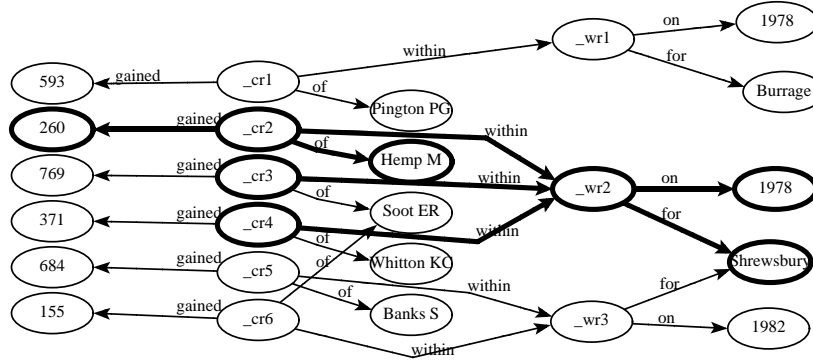 1978
_wr1
on
within
for
593
gained
_cr1
of
Burrage
Pington PG
260
gained
_cr2
within
of
Hemp M
769
gained
_cr3
within
_wr2
on
1978
of
Soot ER
371
gained
_cr4
for
within
of
Whitton KC
Shrewsbury
684
gained
_cr5
of
within
for
of
Banks S
155
gained
_cr6
_wr3
on
1982
within